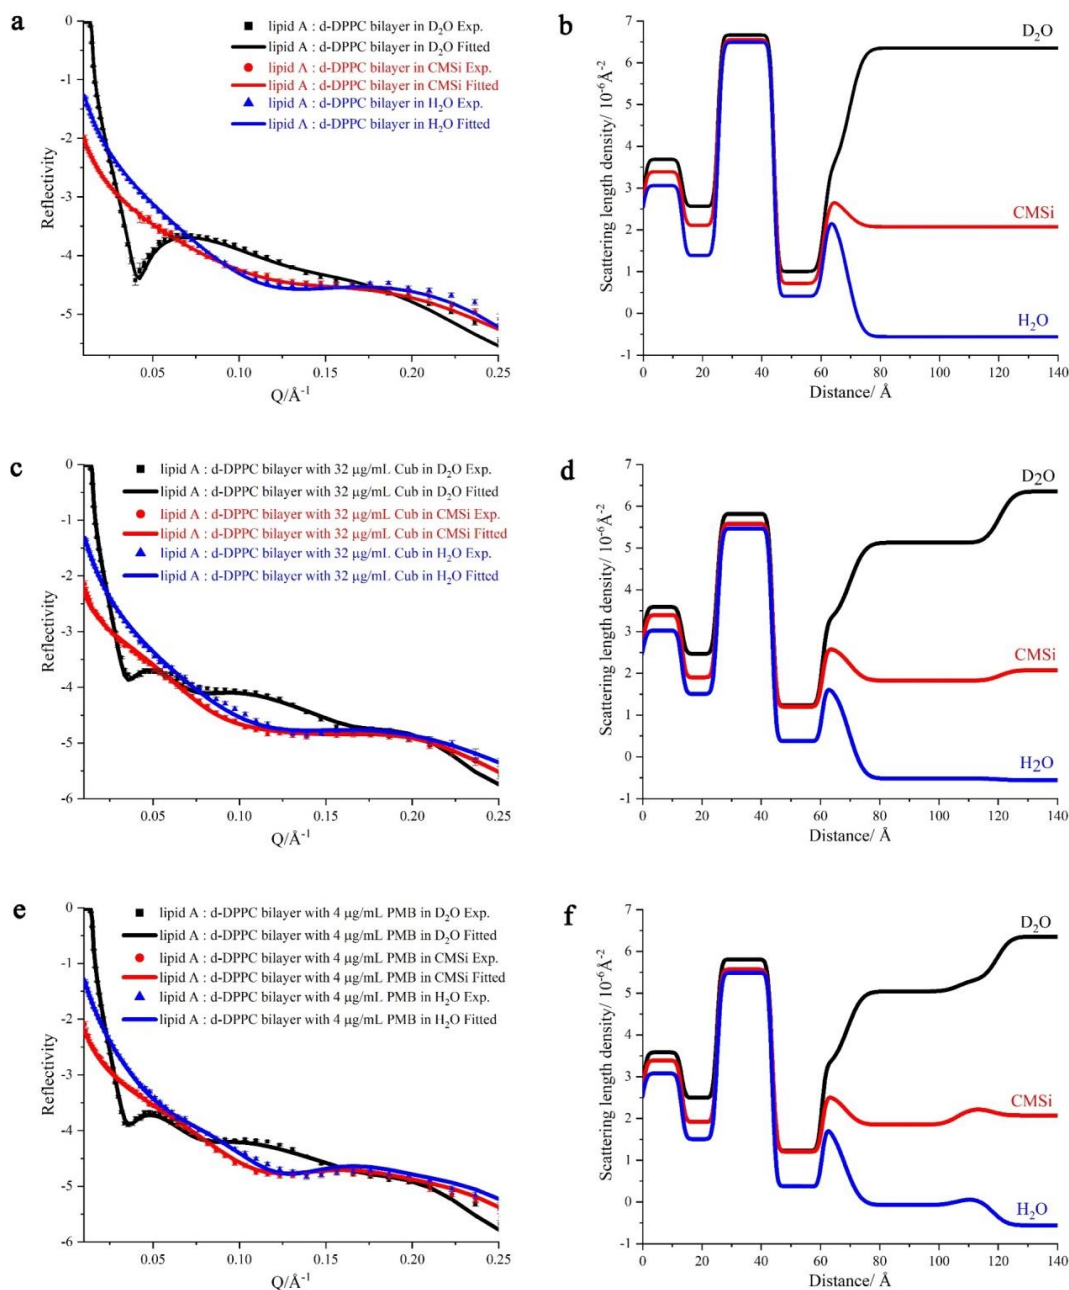 a
0
-1
-2
-3
-4
-5
Reflectivity
0.05
0.10
0.15
0.20
0.25
Q/Å⁻¹
lipid A : d-DPPC bilayer in D₂O Exp.
lipid A : d-DPPC bilayer in D₂O Fitted
lipid A : d-DPPC bilayer in CMSi Exp.
lipid A : d-DPPC bilayer in CMSi Fitted
lipid A : d-DPPC bilayer in H₂O Exp.
lipid A : d-DPPC bilayer in H₂O Fitted
b
7
6
5
4
3
2
1
0
-1
Scattering length density/ 10⁻⁶Å⁻²
0
20
40
60
80
100
120
140
Distance/ Å
D₂O
CMSi
H₂O
c
0
-1
-2
-3
-4
-5
-6
Reflectivity
0.05
0.10
0.15
0.20
0.25
Q/Å⁻¹
lipid A : d-DPPC bilayer with 32 μg/mL Cub in D₂O Exp.
lipid A : d-DPPC bilayer with 32 μg/mL Cub in D₂O Fitted
lipid A : d-DPPC bilayer with 32 μg/mL Cub in CMSi Exp.
lipid A : d-DPPC bilayer with 32 μg/mL Cub in CMSi Fitted
lipid A : d-DPPC bilayer with 32 μg/mL Cub in H₂O Exp.
lipid A : d-DPPC bilayer with 32 μg/mL Cub in H₂O Fitted
d
7
6
5
4
3
2
1
0
-1
Scattering length density/ 10⁻⁶Å⁻²
0
20
40
60
80
100
120
140
Distance/ Å
D₂O
CMSi
H₂O
e
0
-1
-2
-3
-4
-5
-6
Reflectivity
0.05
0.10
0.15
0.20
0.25
Q/Å⁻¹
lipid A : d-DPPC bilayer with 4 μg/mL PMB in D₂O Exp.
lipid A : d-DPPC bilayer with 4 μg/mL PMB in D₂O Fitted
lipid A : d-DPPC bilayer with 4 μg/mL PMB in CMSi Exp.
lipid A : d-DPPC bilayer with 4 μg/mL PMB in CMSi Fitted
lipid A : d-DPPC bilayer with 4 μg/mL PMB in H₂O Exp.
lipid A : d-DPPC bilayer with 4 μg/mL PMB in H₂O Fitted
f
7
6
5
4
3
2
1
0
-1
Scattering length density/ 10⁻⁶Å⁻²
0
20
40
60
80
100
120
140
Distance/ Å
D₂O
CMSi
H₂O